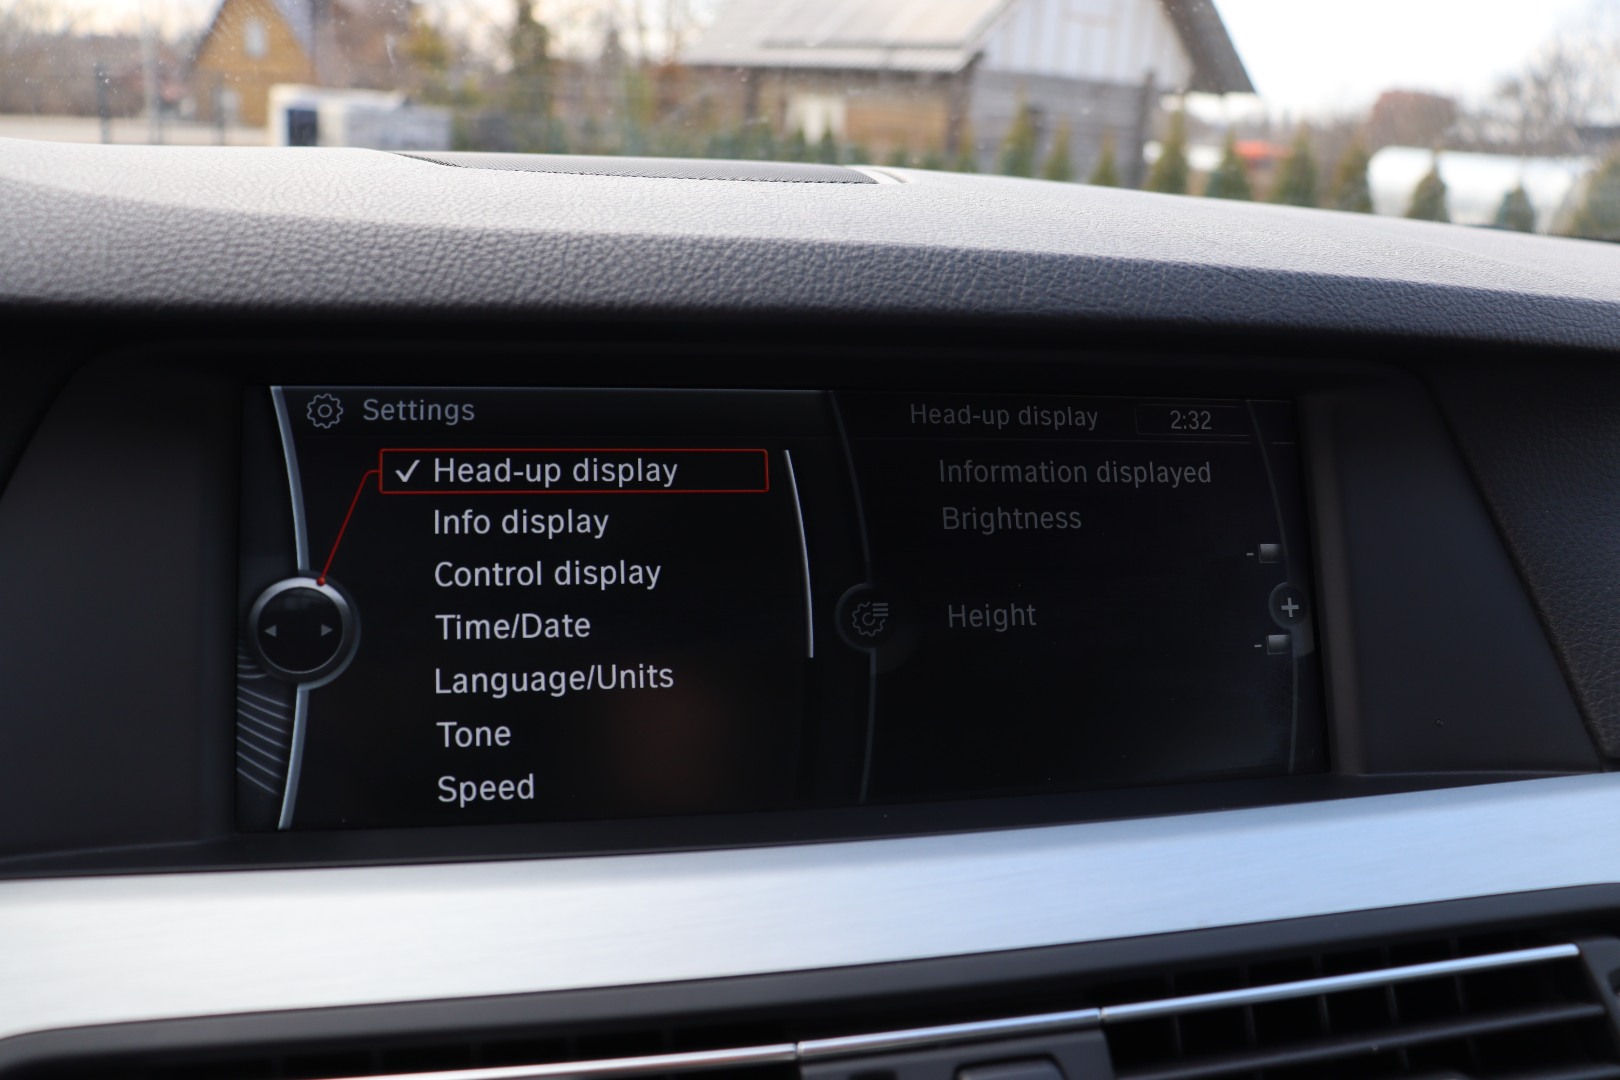 Settings
✓ Head-up display
Info display
Control display
Time/Date
Language/Units
Tone
Speed
Head-up display 2:32
Information displayed
Brightness
-
+
Height
-